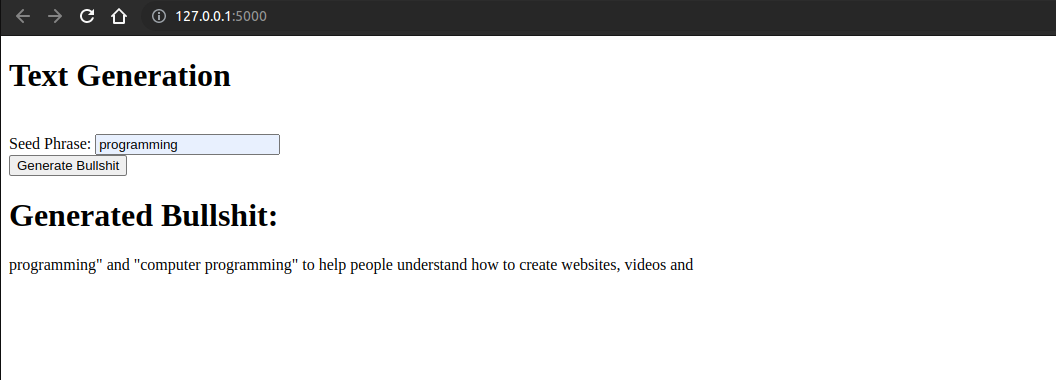 127.0.0.1:5000
Text Generation
Seed Phrase: programming
Generate Bullshit
Generated Bullshit:
programming" and "computer programming" to help people understand how to create websites, videos and